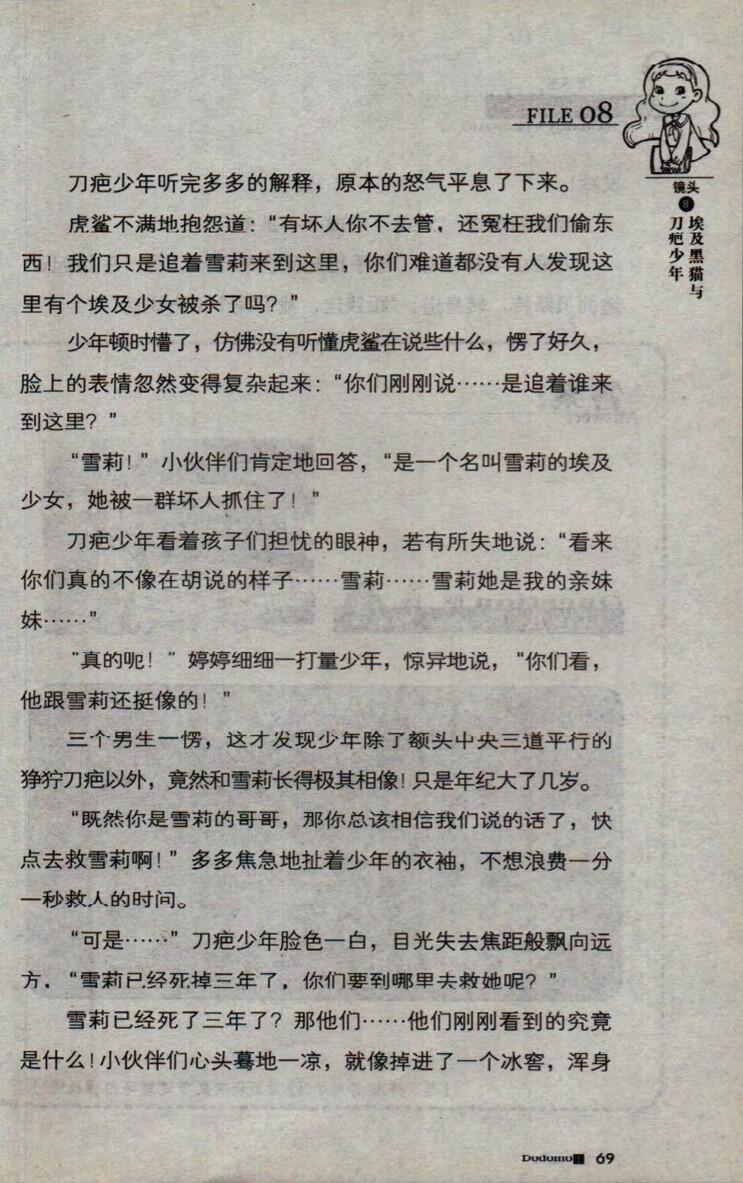 FILE 08
镜头
8
埃及黑猫与
刀疤少年
刀疤少年听完多多的解释，原本的怒气平息了下来。
虎鲨不满地抱怨道：“有坏人你不去管，还冤枉我们偷东
西！我们只是追着雪莉来到这里，你们难道都没有人发现这
里有个埃及少女被杀了吗？”
少年顿时懵了，仿佛没有听懂虎鲨在说些什么，愣了好久，
脸上的表情忽然变得复杂起来：“你们刚刚说……是追着谁来
到这里？”
“雪莉！”小伙伴们肯定地回答，“是一个名叫雪莉的埃及
少女，她被一群坏人抓住了！”
刀疤少年看着孩子们担忧的眼神，若有所失地说：“看来
你们真的不像在胡说的样子……雪莉……雪莉她是我的亲妹
妹……”
“真的呃！”婷婷细细一打量少年，惊异地说，“你们看，
他跟雪莉还挺像的！”
三个男生一愣，这才发现少年除了额头中央三道平行的
狰狞刀疤以外，竟然和雪莉长得极其相像！只是年纪大了几岁。
“既然你是雪莉的哥哥，那你总该相信我们说的话了，快
点去救雪莉啊！”多多焦急地扯着少年的衣袖，不想浪费一分
一秒救人的时间。
“可是……”刀疤少年脸色一白，目光失去焦距般飘向远
方，“雪莉已经死掉三年了，你们要到哪里去救她呢？”
雪莉已经死了三年了？那他们……他们刚刚看到的究竟
是什么！小伙伴们心头蓦地一凉，就像掉进了一个冰窖，浑身
Dodomo 69